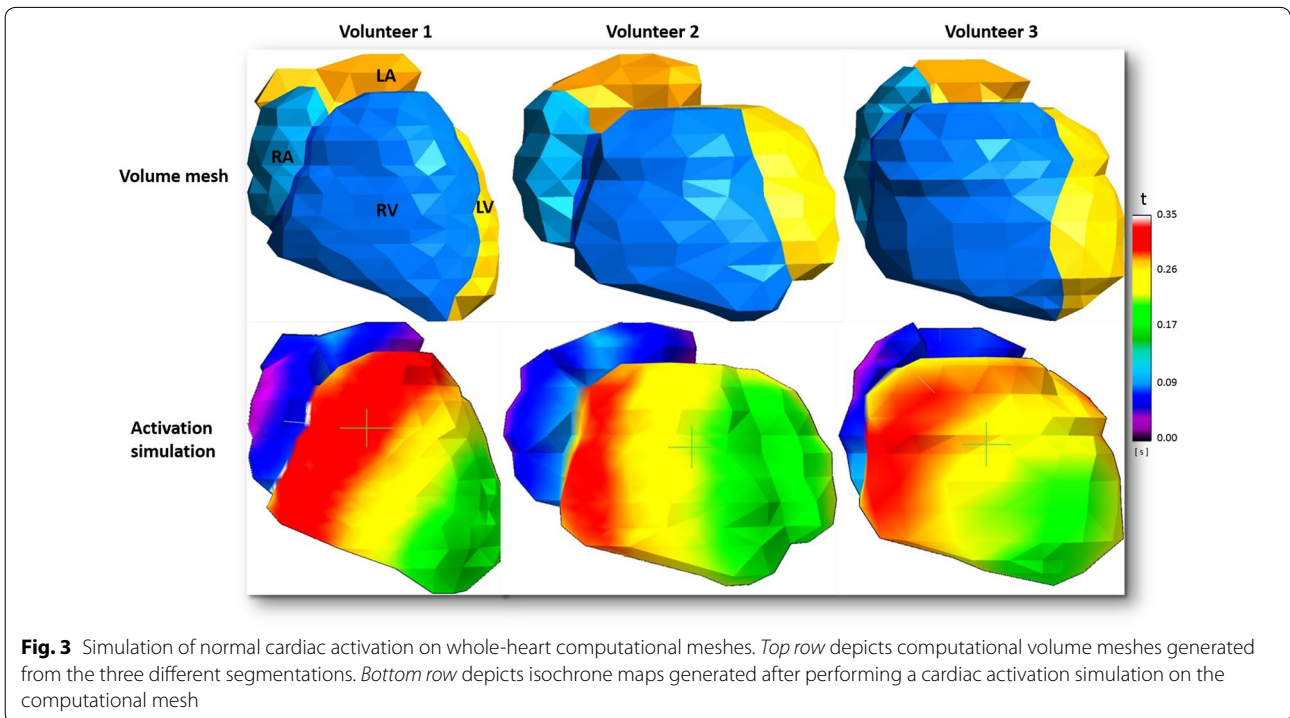 Volunteer 1 Volunteer 2 Volunteer 3
LA
RA
Volume mesh
RV LV
t
0.35
0.26
0.17
0.09
0.00
[ s ]
Activation
simulation
Fig. 3 Simulation of normal cardiac activation on whole-heart computational meshes. Top row depicts computational volume meshes generated
from the three different segmentations. Bottom row depicts isochrone maps generated after performing a cardiac activation simulation on the
computational mesh